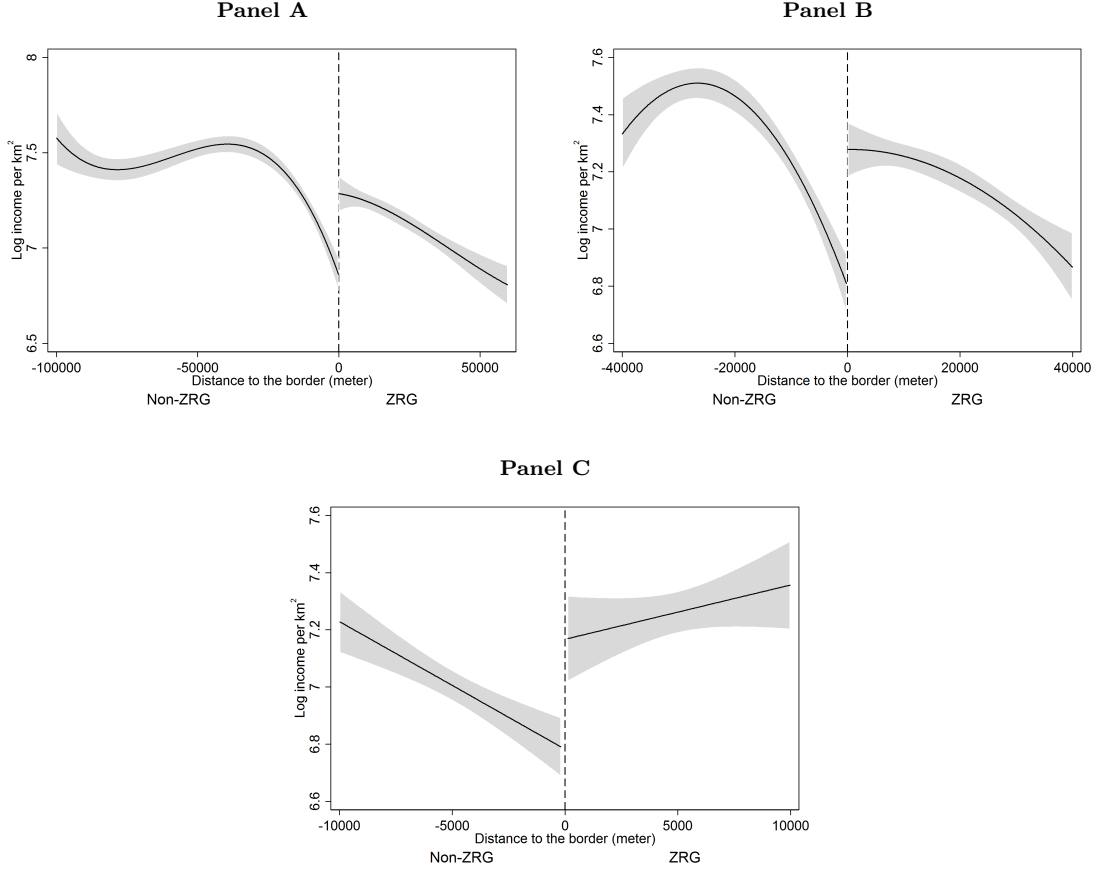 Panel A
Log income per km²
8
7.5
7
6.5
-100000 -50000 0 50000
Distance to the border (meter)
Non-ZRG ZRG
Panel B
Log income per km²
7.6
7.4
7.2
7
6.8
6.6
-40000 -20000 0 20000 40000
Distance to the border (meter)
Non-ZRG ZRG
Panel C
Log income per km²
7.6
7.4
7.2
7
6.8
6.6
-10000 -5000 0 5000 10000
Distance to the border (meter)
Non-ZRG ZRG